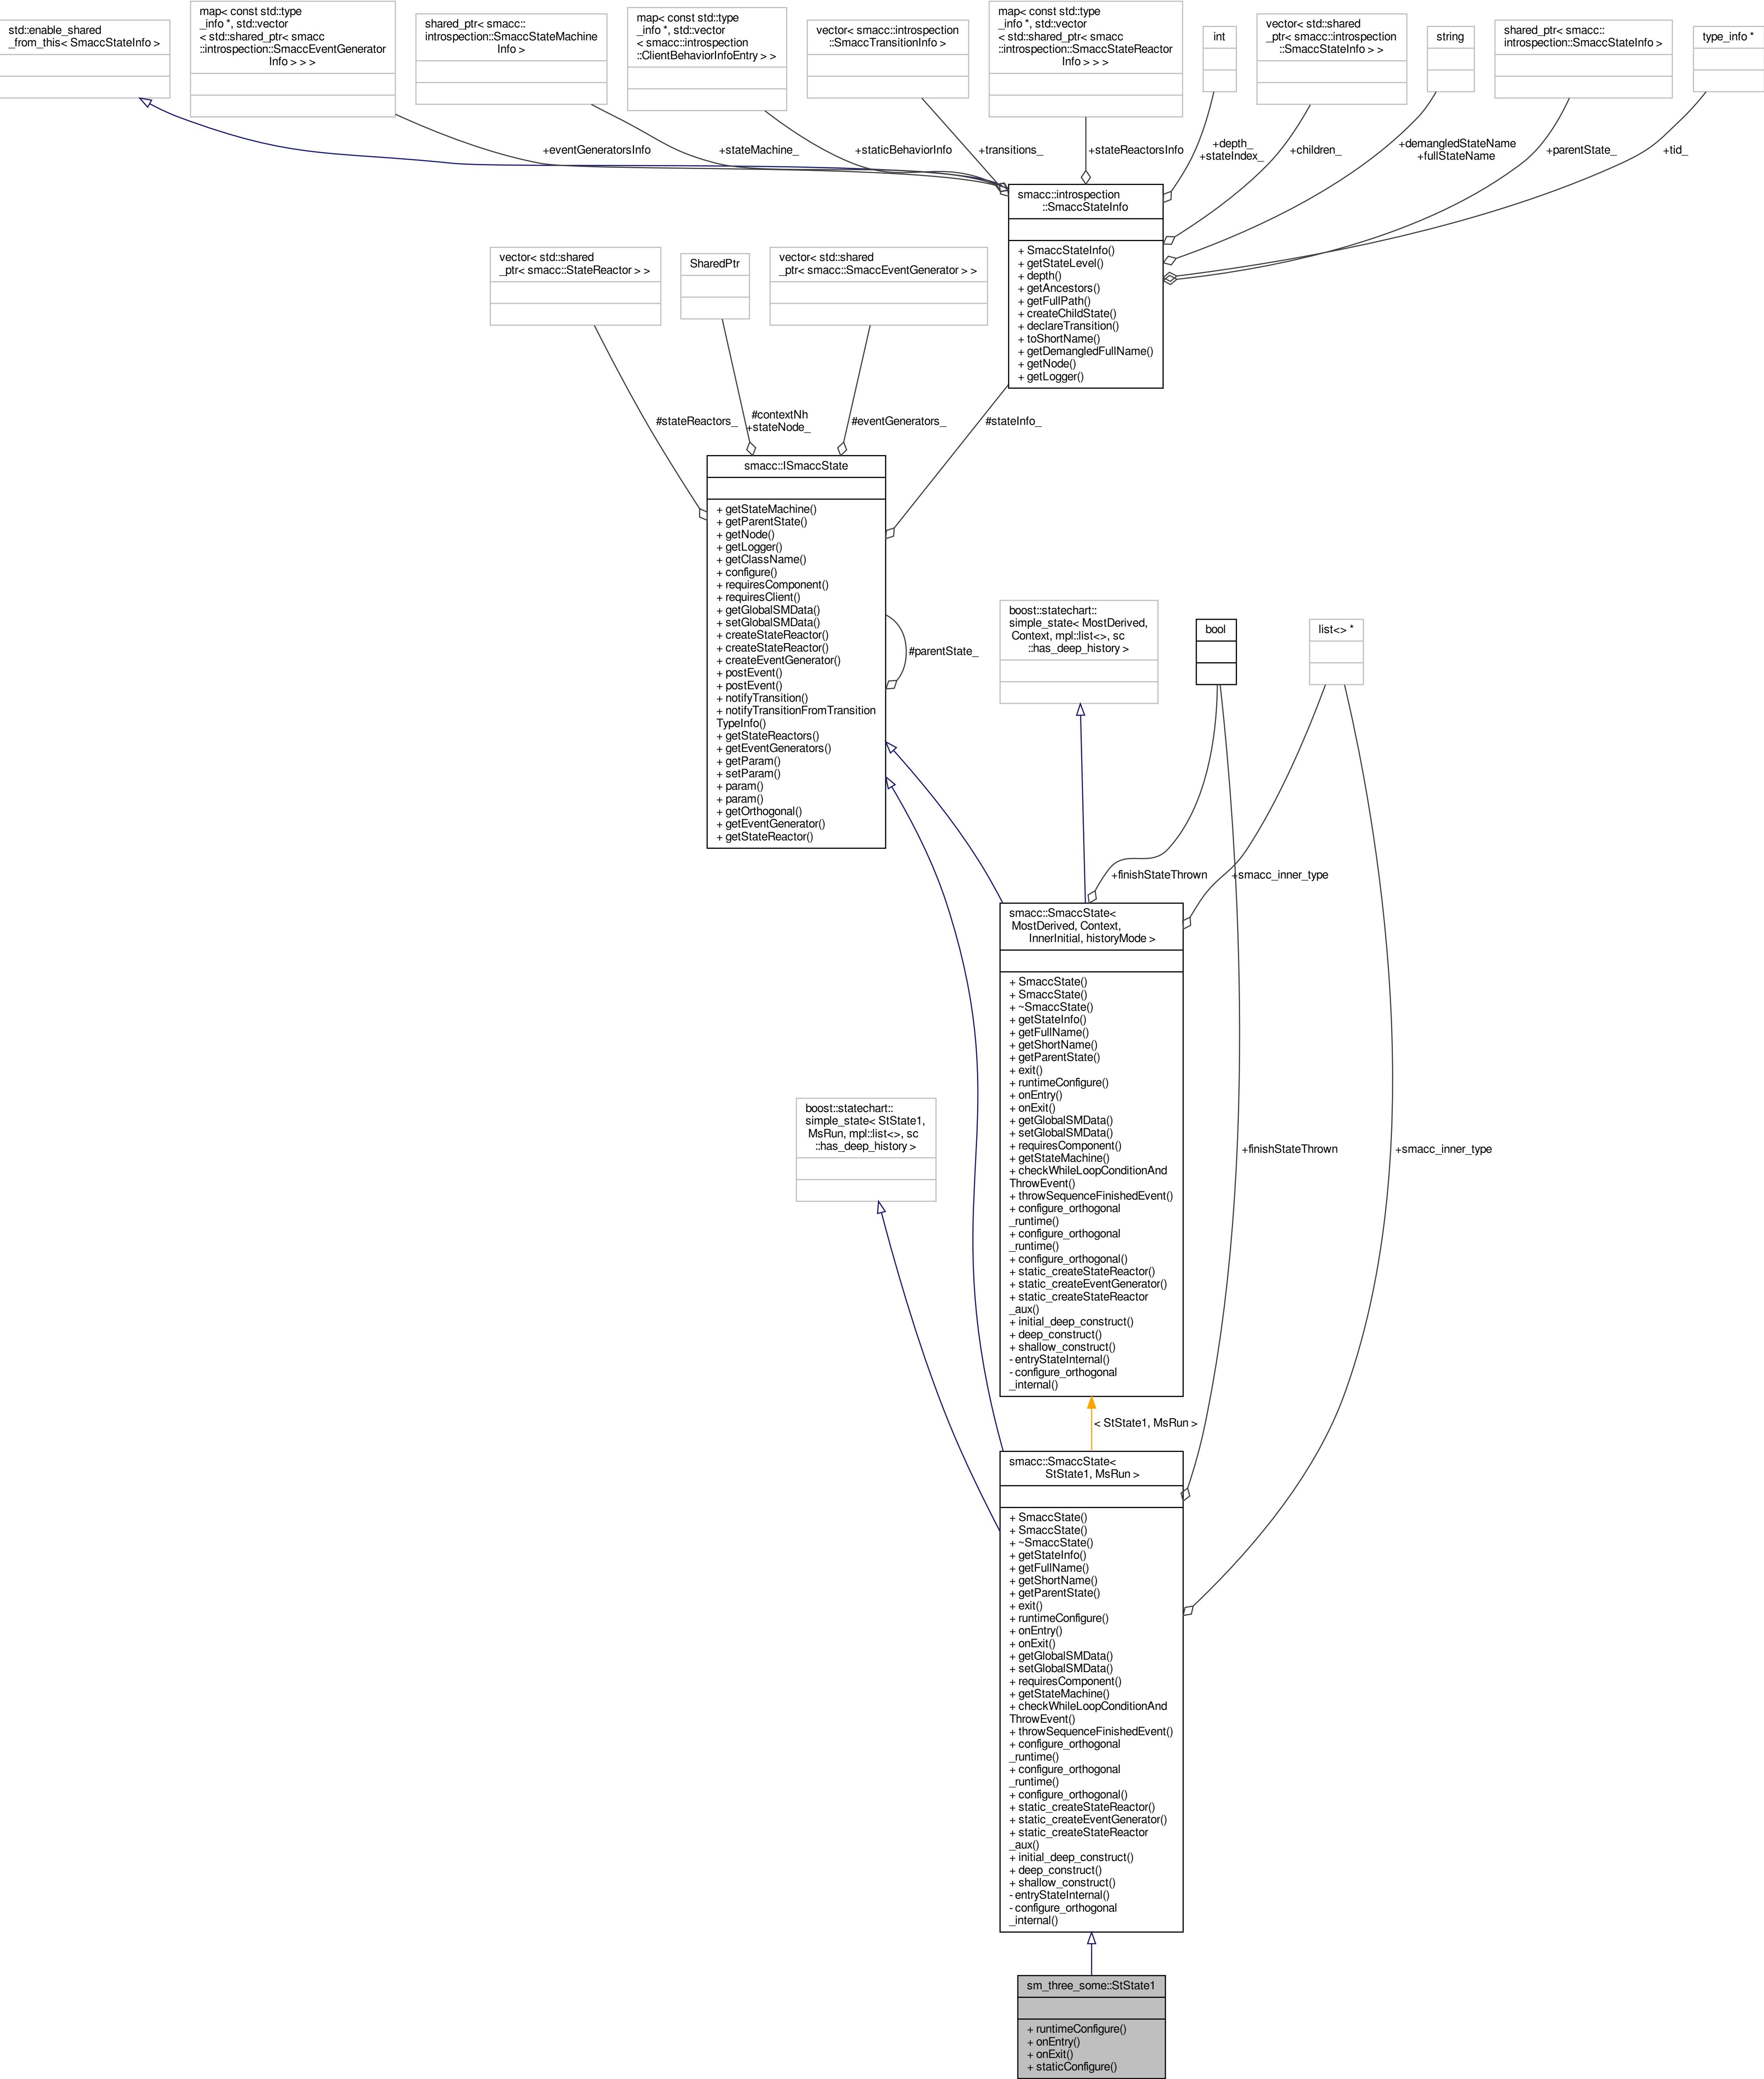 std::enable_shared
_from_this< SmaccStateInfo >
map< const std::type
_info *, std::vector
< std::shared_ptr< smacc
::introspection::SmaccEventGenerator
Info > > >
shared_ptr< smacc::
introspection::SmaccStateMachine
Info >
map< const std::type
_info *, std::vector
< smacc::introspection
::ClientBehaviorInfoEntry > >
vector< smacc::introspection
::SmaccTransitionInfo >
map< const std::type
_info *, std::vector
< std::shared_ptr< smacc
::introspection::SmaccStateReactor
Info > > >
int
vector< std::shared
_ptr< smacc::introspection
::SmaccStateInfo > >
string
shared_ptr< smacc::
introspection::SmaccStateInfo >
type_info *
+eventGeneratorsInfo
+stateMachine_
+staticBehaviorInfo
+transitions_
+stateReactorsInfo
+depth_
+stateIndex_
+children_
+demangledStateName
+fullStateName
+parentState_
+tid_
smacc::introspection
::SmaccStateInfo
+ SmaccStateInfo()
+ getStateLevel()
+ depth()
+ getAncestors()
+ getFullPath()
+ createChildState()
+ declareTransition()
+ toShortName()
+ getDemangledFullName()
+ getNode()
+ getLogger()
vector< std::shared
_ptr< smacc::StateReactor > >
SharedPtr
vector< std::shared
_ptr< smacc::SmaccEventGenerator > >
#stateReactors_
#contextNh
+stateNode_
#eventGenerators_
#stateInfo_
smacc::ISmaccState
+ getStateMachine()
+ getParentState()
+ getNode()
+ getLogger()
+ getClassName()
+ configure()
+ requiresComponent()
+ requiresClient()
+ getGlobalSMData()
+ setGlobalSMData()
+ createStateReactor()
+ createStateReactor()
+ createEventGenerator()
+ postEvent()
+ postEvent()
+ notifyTransition()
+ notifyTransitionFromTransition
TypeInfo()
+ getStateReactors()
+ getEventGenerators()
+ getParam()
+ setParam()
+ param()
+ param()
+ getOrthogonal()
+ getEventGenerator()
+ getStateReactor()
#parentState_
boost::statechart::
simple_state< MostDerived,
Context, mpl::list<>, sc
::has_deep_history >
bool
list<> *
+finishStateThrown
+smacc_inner_type
smacc::SmaccState<
MostDerived, Context,
InnerInitial, historyMode >
+ SmaccState()
+ SmaccState()
+ ~SmaccState()
+ getStateInfo()
+ getFullName()
+ getShortName()
+ getParentState()
+ exit()
+ runtimeConfigure()
+ onEntry()
+ onExit()
+ getGlobalSMData()
+ setGlobalSMData()
+ requiresComponent()
+ getStateMachine()
+ checkWhileLoopConditionAnd
ThrowEvent()
+ throwSequenceFinishedEvent()
+ configure_orthogonal
_runtime()
+ configure_orthogonal
_runtime()
+ configure_orthogonal()
+ static_createStateReactor()
+ static_createEventGenerator()
+ static_createStateReactor
_aux()
+ initial_deep_construct()
+ deep_construct()
+ shallow_construct()
- entryStateInternal()
- configure_orthogonal
_internal()
boost::statechart::
simple_state< StState1,
MsRun, mpl::list<>, sc
::has_deep_history >
+finishStateThrown
+smacc_inner_type
< StState1, MsRun >
smacc::SmaccState<
StState1, MsRun >
+ SmaccState()
+ SmaccState()
+ ~SmaccState()
+ getStateInfo()
+ getFullName()
+ getShortName()
+ getParentState()
+ exit()
+ runtimeConfigure()
+ onEntry()
+ onExit()
+ getGlobalSMData()
+ setGlobalSMData()
+ requiresComponent()
+ getStateMachine()
+ checkWhileLoopConditionAnd
ThrowEvent()
+ throwSequenceFinishedEvent()
+ configure_orthogonal
_runtime()
+ configure_orthogonal
_runtime()
+ configure_orthogonal()
+ static_createStateReactor()
+ static_createEventGenerator()
+ static_createStateReactor
_aux()
+ initial_deep_construct()
+ deep_construct()
+ shallow_construct()
- entryStateInternal()
- configure_orthogonal
_internal()
sm_three_some::StState1
+ runtimeConfigure()
+ onEntry()
+ onExit()
+ staticConfigure()